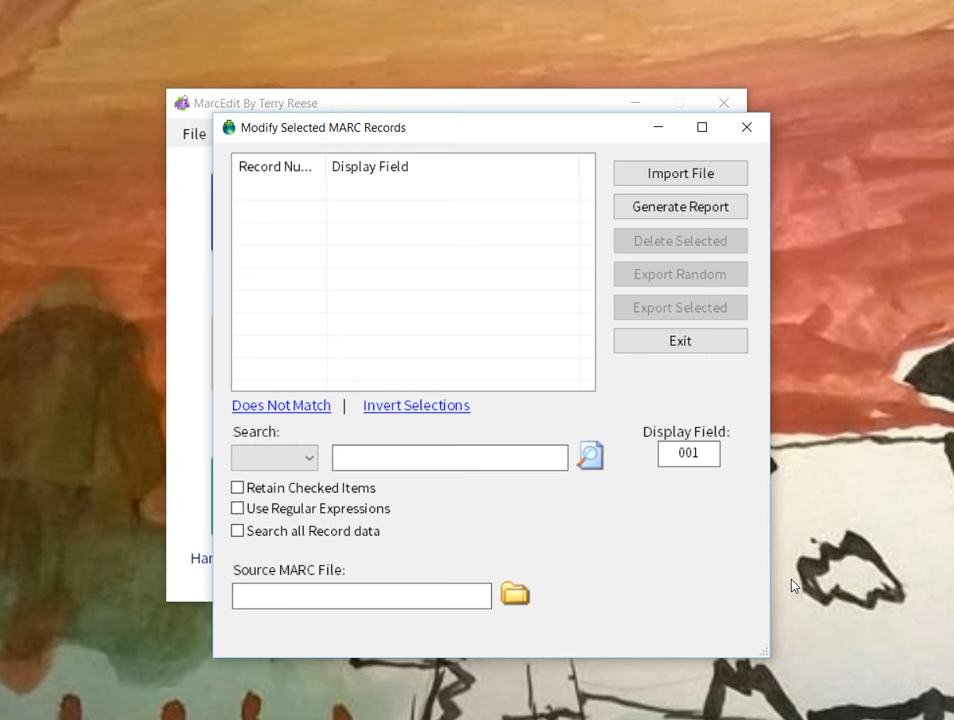 MarcEdit By Terry Reese
File
Modify Selected MARC Records
Record Nu... Display Field
Import File
Generate Report
Delete Selected
Export Random
Export Selected
Exit
Does Not Match | Invert Selections
Search:
Display Field:
001
Retain Checked Items
Use Regular Expressions
Search all Record data
Har
Source MARC File: